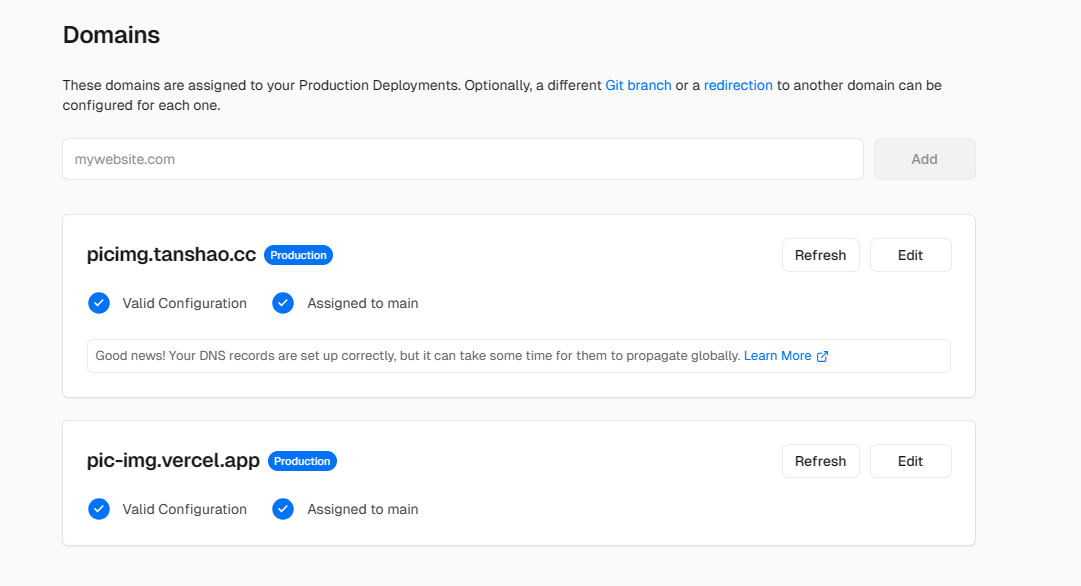 Domains
These domains are assigned to your Production Deployments. Optionally, a different Git branch or a redirection to another domain can be
configured for each one.
mywebsite.com
Add
picimg.tanshao.cc Production
Refresh
Edit
Valid Configuration
Assigned to main
Good news! Your DNS records are set up correctly, but it can take some time for them to propagate globally. Learn More
pic-img.vercel.app Production
Refresh
Edit
Valid Configuration
Assigned to main